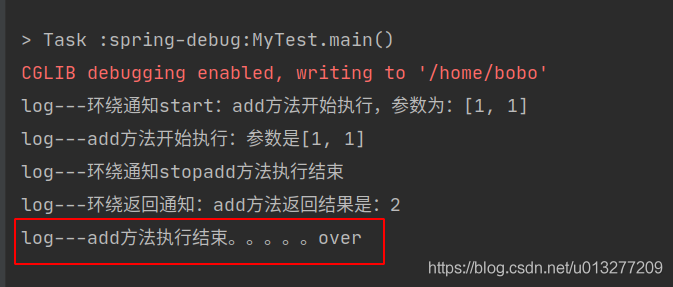 > Task :spring-debug:MyTest.main()
CGLIB debugging enabled, writing to '/home/bobo'
log---环绕通知start：add方法开始执行，参数为：[1, 1]
log---add方法开始执行：参数是[1, 1]
log---环绕通知stopadd方法执行结束
log---环绕返回通知：add方法返回结果是：2
log---add方法执行结束。。。。。over
https://blog.csdn.net/u013277209